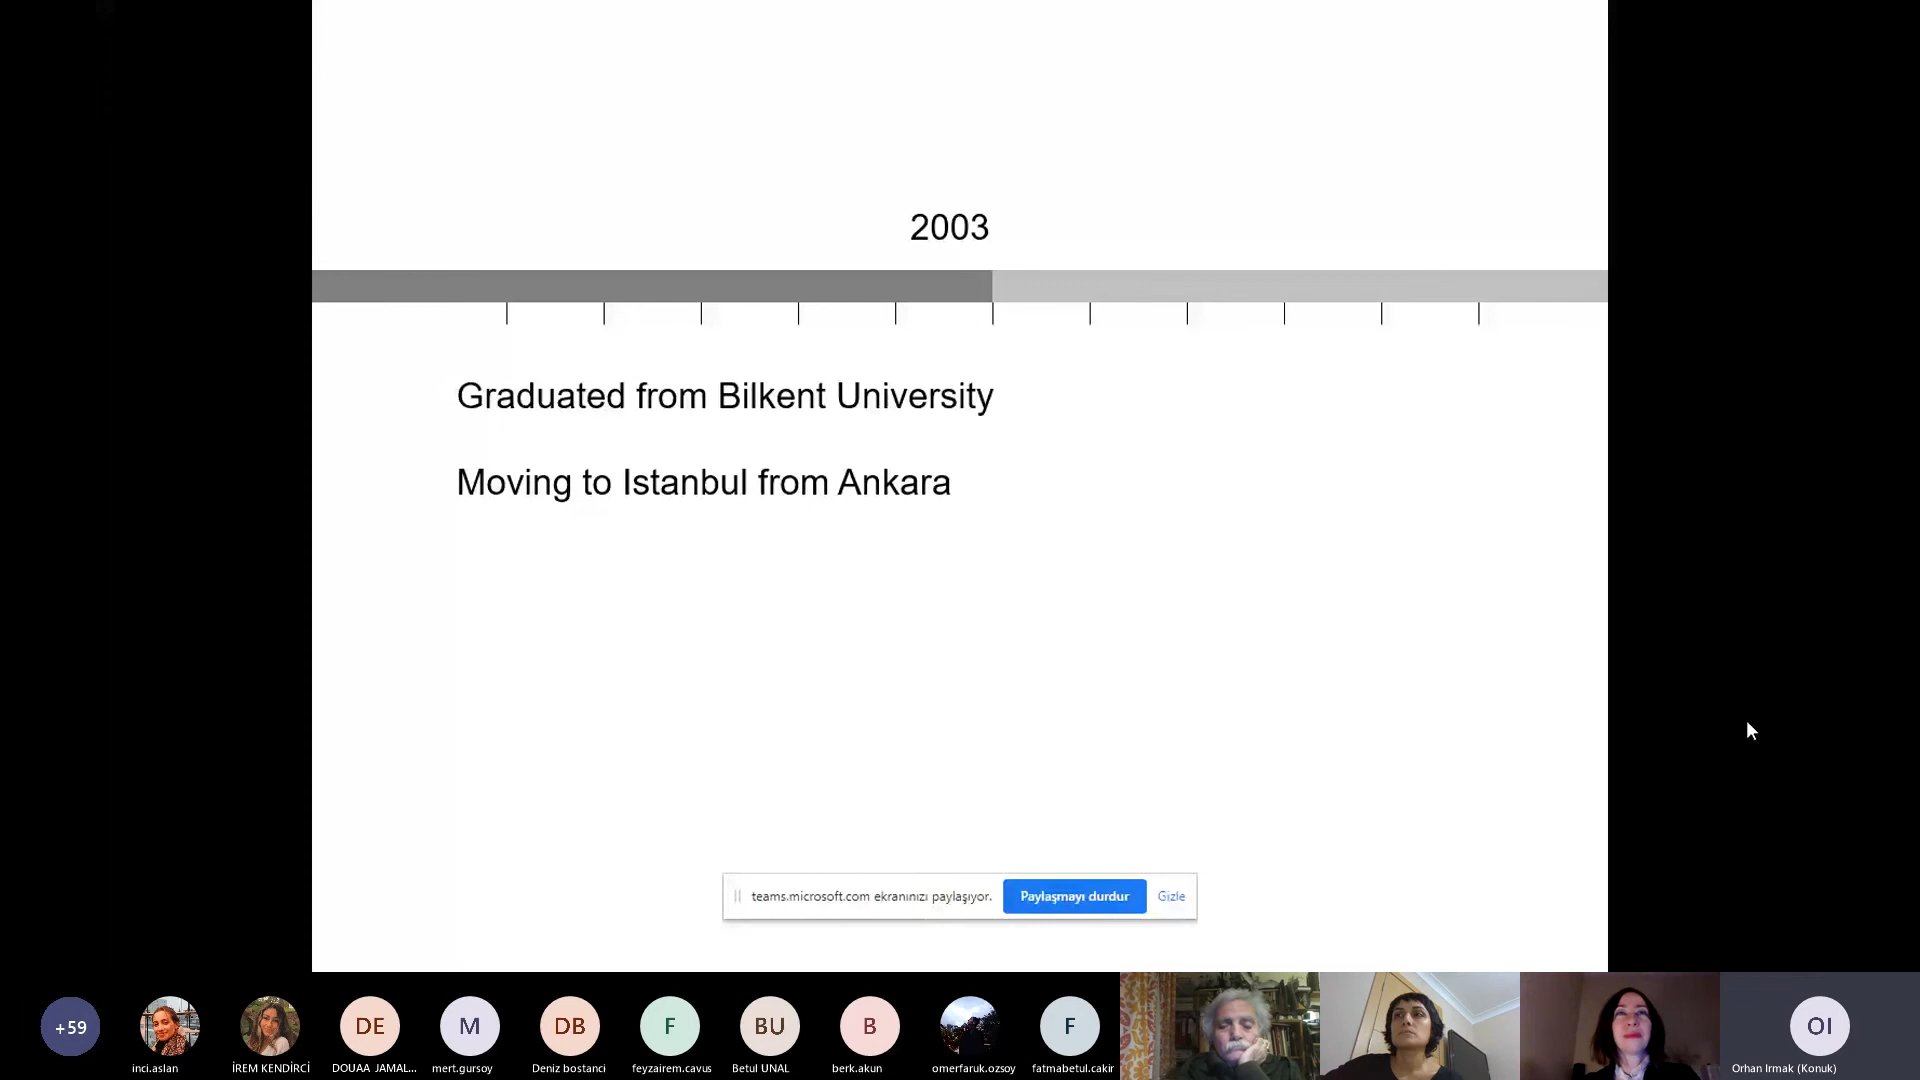 2003
Graduated from Bilkent University
Moving to Istanbul from Ankara
teams.microsoft.com ekranınızı paylaşıyor. Paylaşmayı durdur Gizle
+59 DE M DB F BU B F OI
inci.aslan İREM KENDİRCİ DOUAA JAMAL... mert.gursoy Deniz bostanci feyzairem.cavus Betul UNAL berk.akun omerfaruk.ozsoy fatmabetul.cakir Orhan Irmak (Konuk)